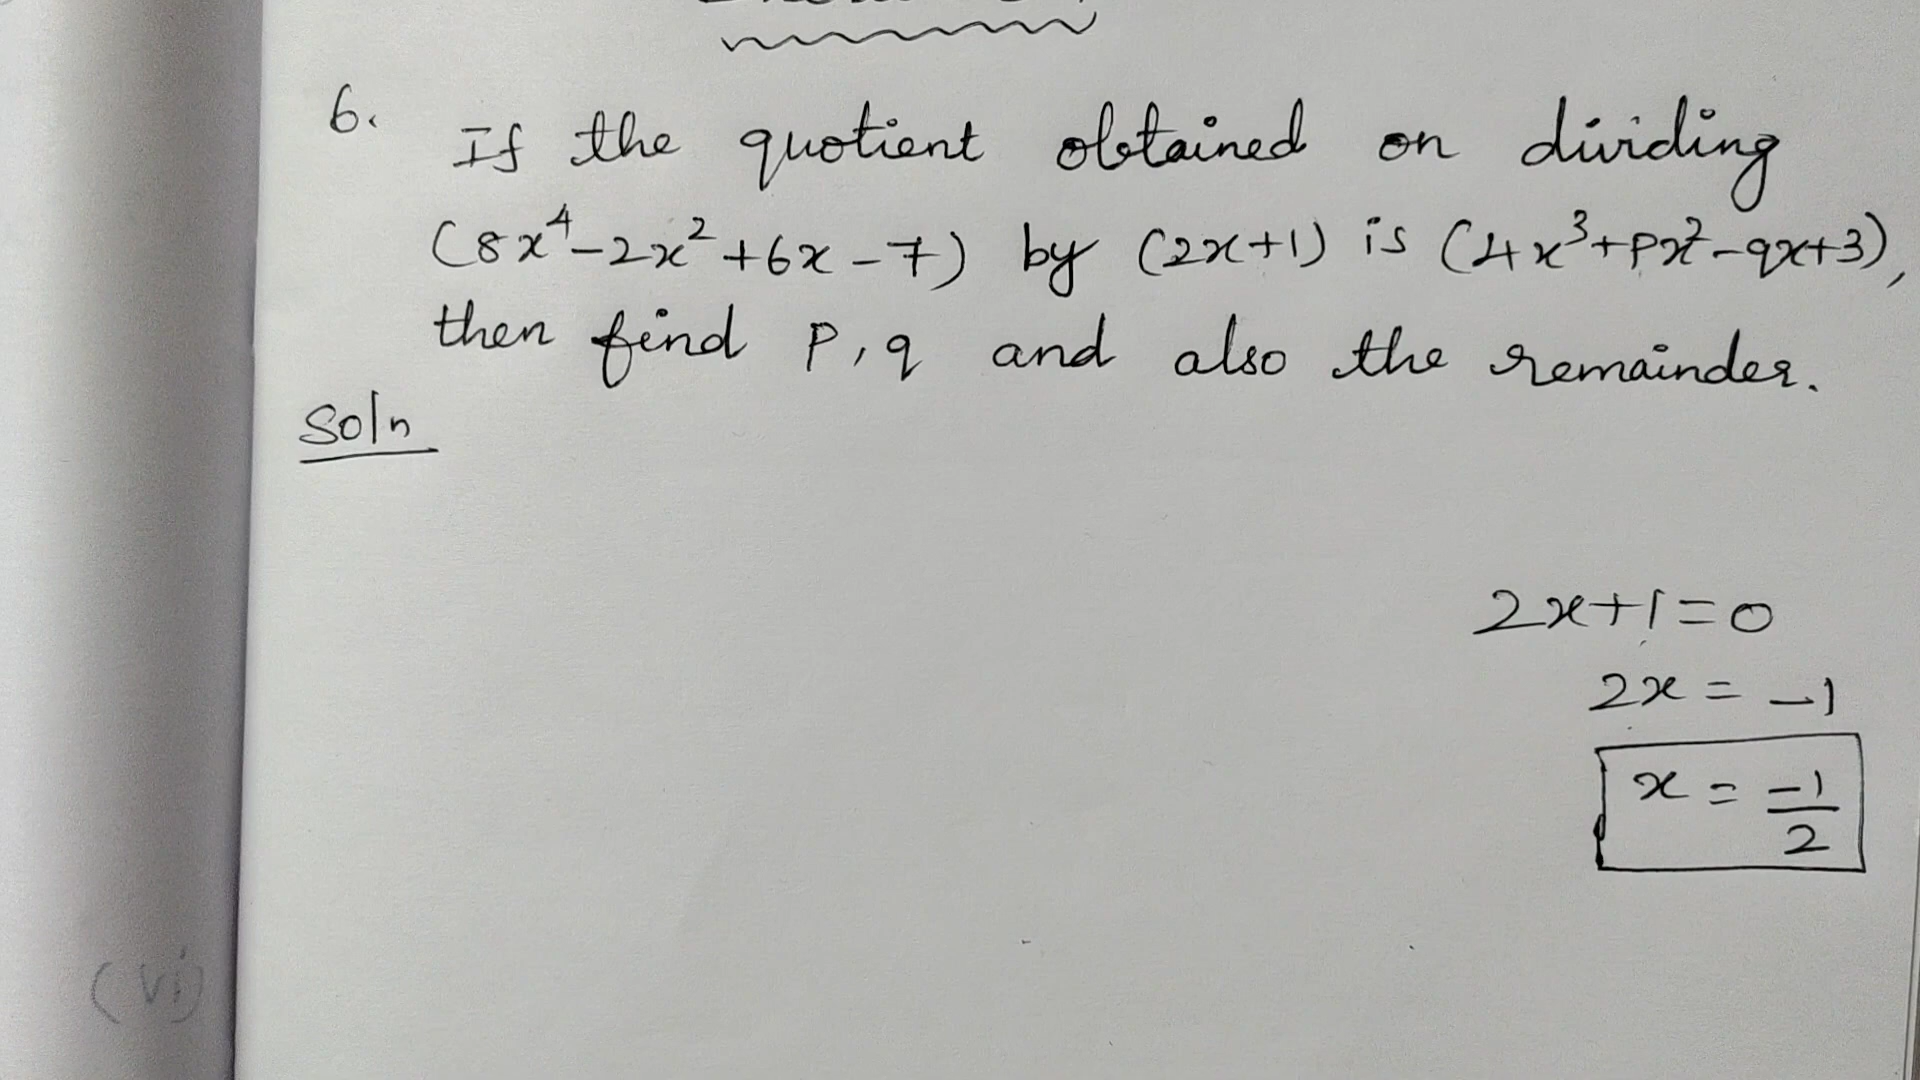 6. If the quotient obtained on dividing
(8x⁴-2x²+6x-7) by (2x+1) is (4x³+px²-qx+3),
then find P, q and also the remainder.
Soln
2x+1=0
2x = -1
x = -1/2
(vi)